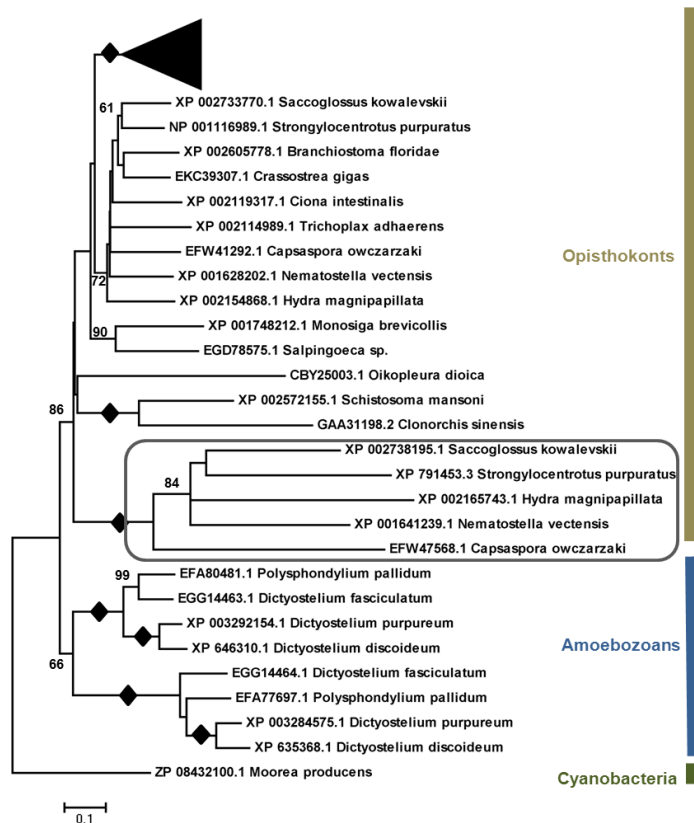 61
XP 002733770.1 Saccoglossus kowalevskii
NP 001116989.1 Strongylocentrotus purpuratus
XP 002605778.1 Branchiostoma floridae
EKC39307.1 Crassostrea gigas
XP 002119317.1 Ciona intestinalis
XP 002114989.1 Trichoplax adhaerens
EFW41292.1 Capsaspora owczarzaki
Opisthokonts
XP 001628202.1 Nematostella vectensis
72
XP 002154868.1 Hydra magnipapillata
XP 001748212.1 Monosiga brevicollis
90
EGD78575.1 Salpingoeca sp.
CBY25003.1 Oikopleura dioica
XP 002572155.1 Schistosoma mansoni
86
GAA31198.2 Clonorchis sinensis
XP 002738195.1 Saccoglossus kowalevskii
XP 791453.3 Strongylocentrotus purpuratus
84
XP 002165743.1 Hydra magnipapillata
XP 001641239.1 Nematostella vectensis
EFW47568.1 Capsaspora owczarzaki
99
EFA80481.1 Polysphondylium pallidum
EGG14463.1 Dictyostelium fasciculatum
XP 003292154.1 Dictyostelium purpureum
XP 646310.1 Dictyostelium discoideum
Amoebozoans
66
EGG14464.1 Dictyostelium fasciculatum
EFA77697.1 Polysphondylium pallidum
XP 003284575.1 Dictyostelium purpureum
XP 635368.1 Dictyostelium discoideum
ZP 08432100.1 Moorea producens
Cyanobacteria
0.1